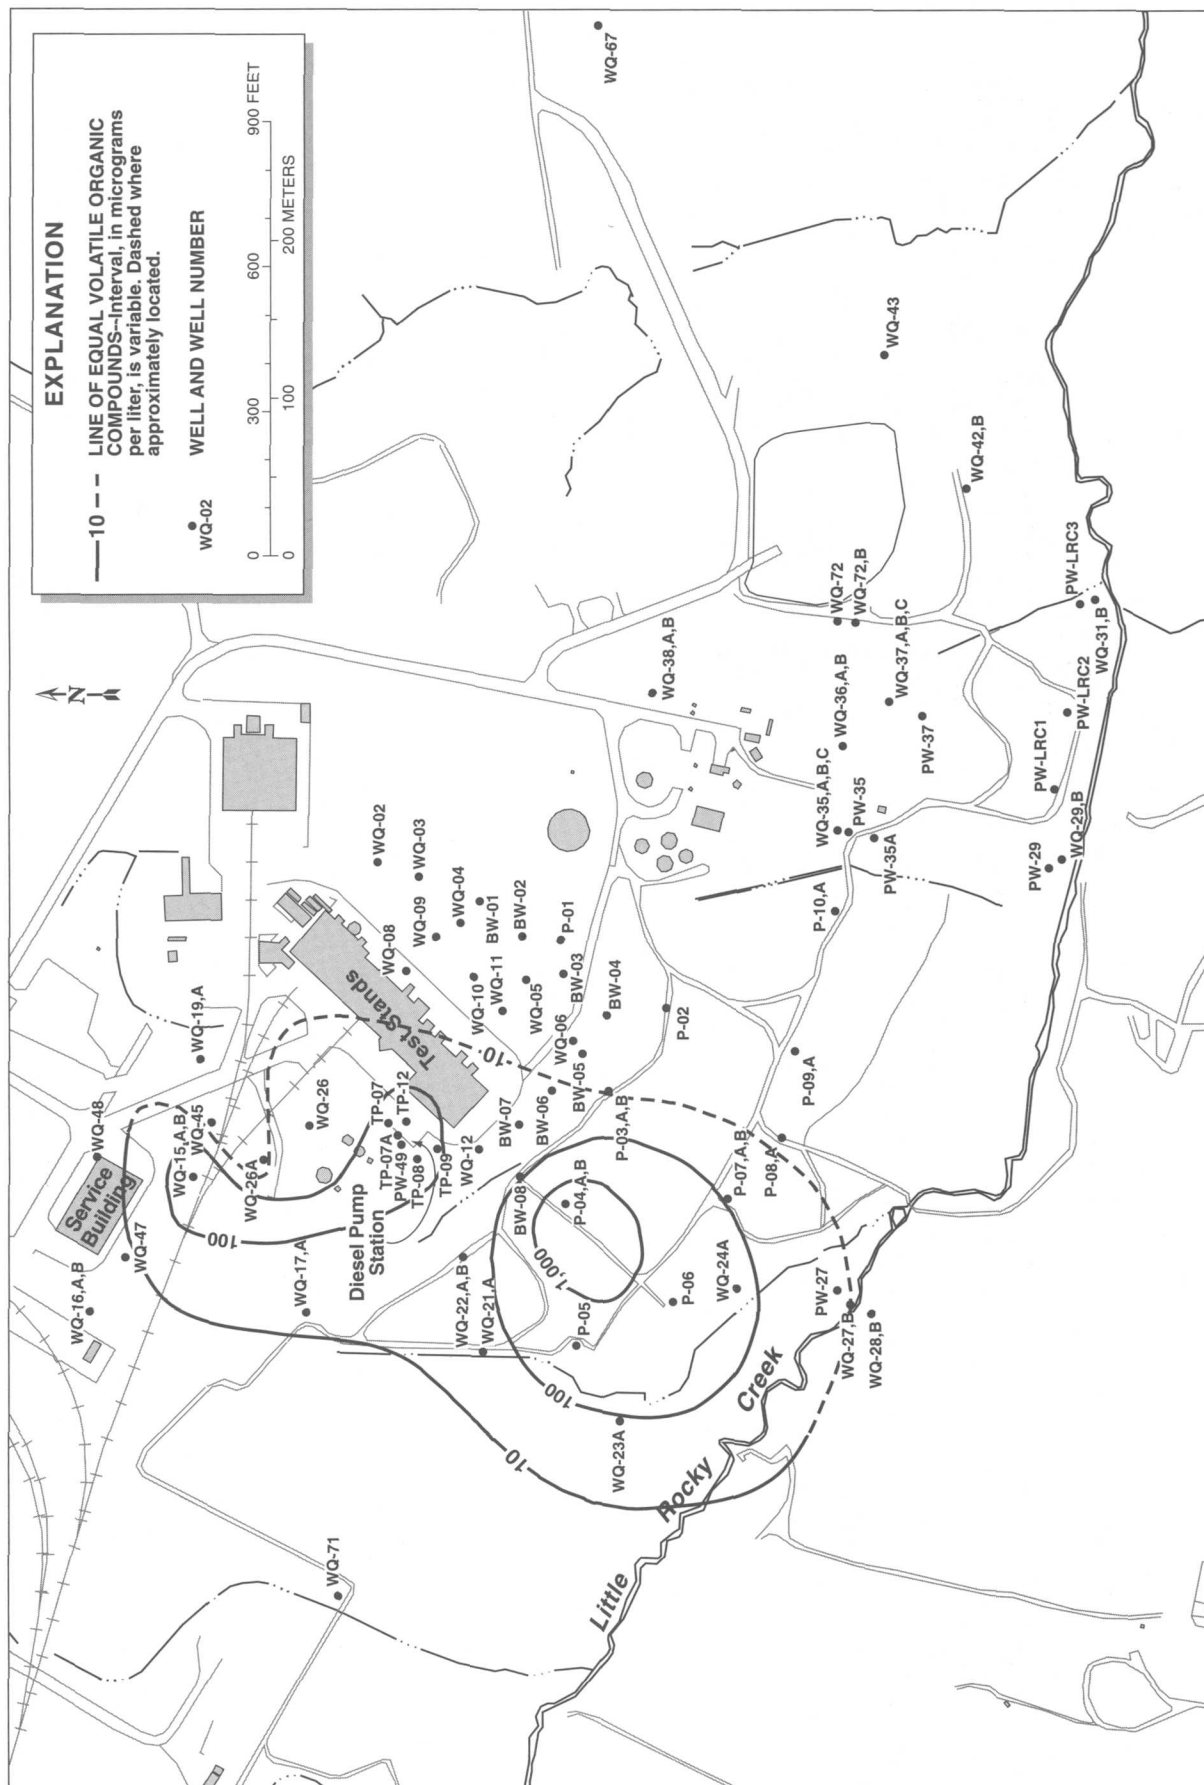 EXPLANATION
10 LINE OF EQUAL VOLATILE ORGANIC
COMPOUNDS--Interval, in micrograms
per liter, is variable. Dashed where
approximately located.
WQ-02
WELL AND WELL NUMBER
0 300 600 900 FEET
0 100 200 METERS
N
WQ-67
WQ-48
Service
Building
WQ-47
WQ-16,A,B
WQ-15,A,B
WQ-45
WQ-19,A
WQ-26A
WQ-26
100
WQ-17,A
Diesel Pump
Station
TP-07
TP-12
TP-07A
PW-49
TP-08
TP-09
WQ-12
Test Stands
WQ-02
WQ-03
WQ-04
WQ-09
WQ-08
BW-01
BW-02
P-01
WQ-10
WQ-11
WQ-05
BW-03
BW-04
WQ-06
10
BW-05
BW-06
BW-07
P-02
P-03,A,B
BW-08
P-04,A,B
1,000
WQ-22,A,B
WQ-21,A
P-05
P-06
WQ-24A
P-07,A,B
P-08,A
P-09,A
100
WQ-23A
10
PW-27
WQ-27,B
WQ-28,B
WQ-71
Little
Rocky
Creek
WQ-38,A,B
WQ-43
WQ-42,B
WQ-72
WQ-72,B
WQ-37,A,B,C
WQ-36,A,B
PW-37
WQ-35,A,B,C
PW-35
PW-35A
P-10,A
PW-LRC3
WQ-31,B
PW-LRC2
PW-LRC1
WQ-29,B
PW-29